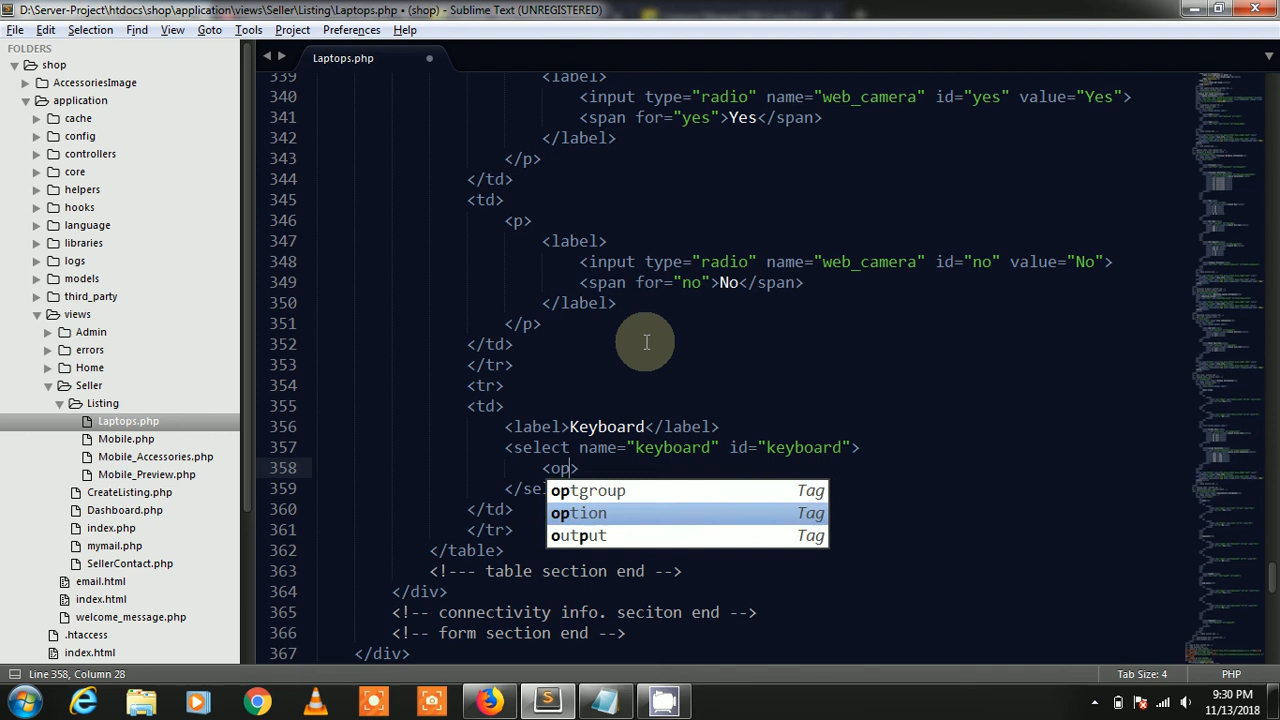 D:\Server-Project\htdocs\shop\application\views\Seller\Listing\Laptops.php • (shop) - Sublime Text (UNREGISTERED)
File Edit Selection Find View Goto Tools Project Preferences Help
FOLDERS
shop
AccessoriesImage
application
cache
config
controllers
core
helpers
hooks
language
libraries
logs
models
third_party
views
Admin
errors
Home
Seller
Listing
Laptops.php
Mobile.php
Mobile_Accessories.php
Mobile_Preview.php
CreateListing.php
Dashboard.php
index.php
mymail.php
SellerContact.php
email.html
index.html
welcome_message.php
.htaccess
index.html
Laptops.php
339 <label>
340 <input type="radio" name="web_camera" id="yes" value="Yes">
341 <span for="yes">Yes</span>
342 </label>
343 </p>
344 </td>
345 <td>
346 <p>
347 <label>
348 <input type="radio" name="web_camera" id="no" value="No">
349 <span for="no">No</span>
350 </label>
351 </p>
352 </td>
353 </tr>
354 <tr>
355 <td>
356 <label>Keyboard</label>
357 <select name="keyboard" id="keyboard">
358 <op>
359 </sel
360 </td>
361 </tr>
362 </table>
363 <!--- table section end -->
364 </div>
365 <!-- connectivity info. seciton end -->
366 <!-- form section end -->
367 </div>
optgroup Tag
option Tag
output Tag
Line 358, Column 28
Tab Size: 4
PHP
9:30 PM
11/13/2018